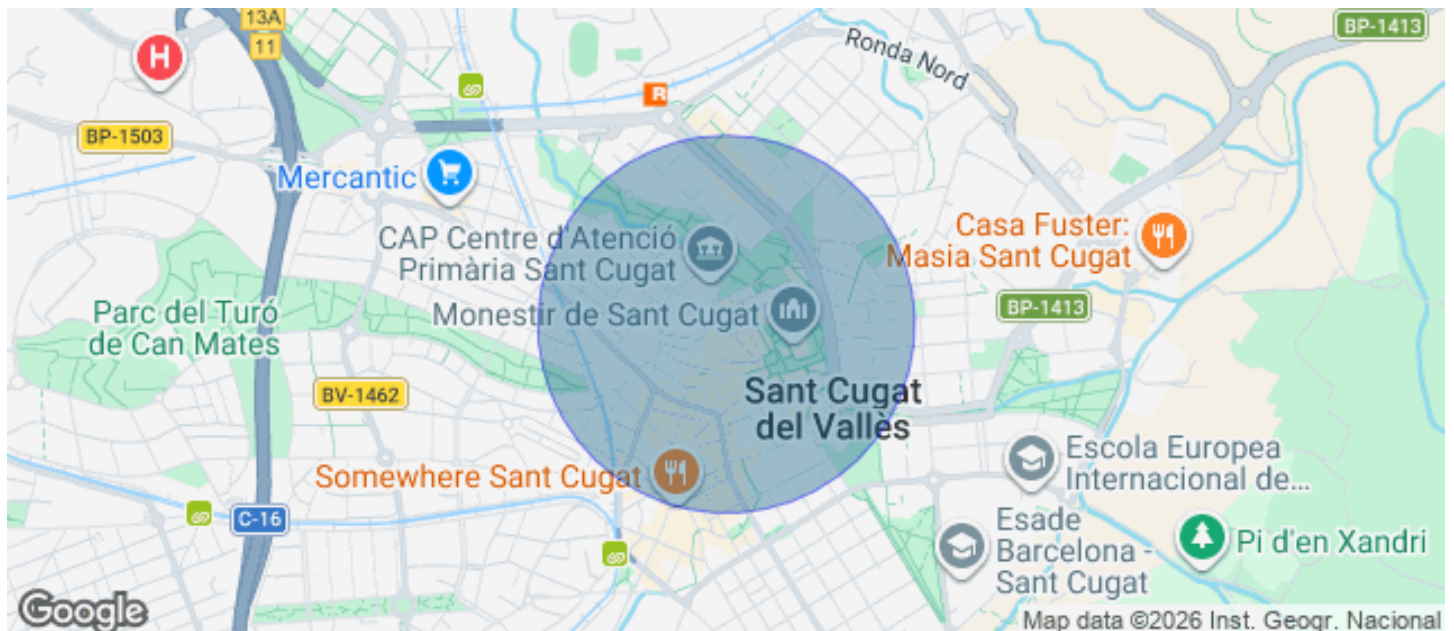 13A
11
H
BP-1413
Ronda Nord
R
BP-1503
Mercantic
CAP Centre d'Atenció
Primària Sant Cugat
Casa Fuster:
Masia Sant Cugat
Monestir de Sant Cugat
BP-1413
Parc del Turó
de Can Mates
BV-1462
Sant Cugat
del Vallès
Somewhere Sant Cugat
Escola Europea
Internacional de...
C-16
Esade
Barcelona -
Sant Cugat
Pi d'en Xandri
Google
Map data ©2026 Inst. Geogr. Nacional